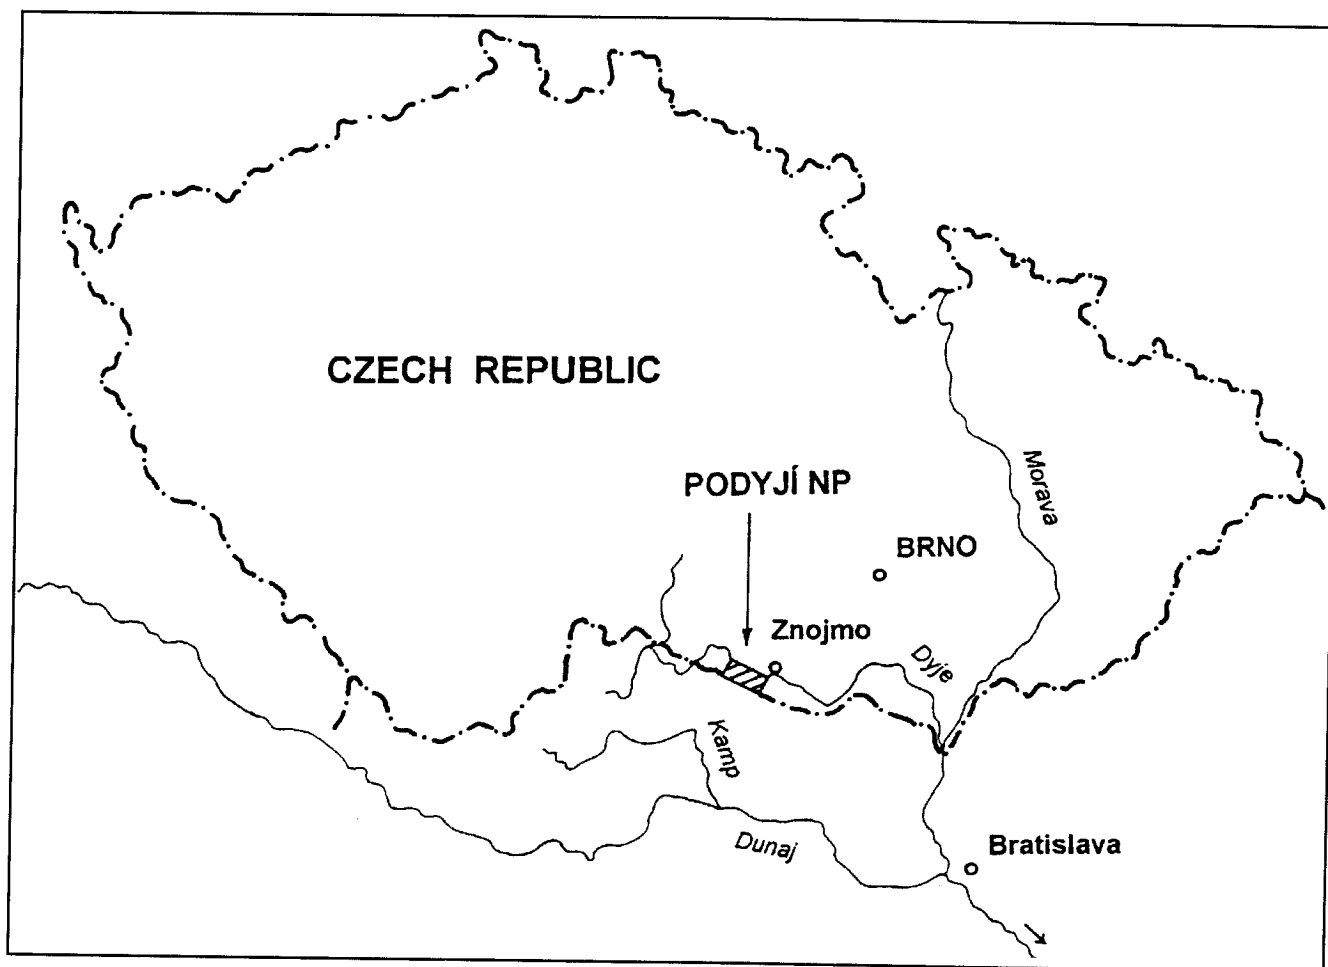 CZECH REPUBLIC
Morava
PODYJÍ NP
BRNO
Znojmo
Dyje
Kamp
Dunaj
Bratislava